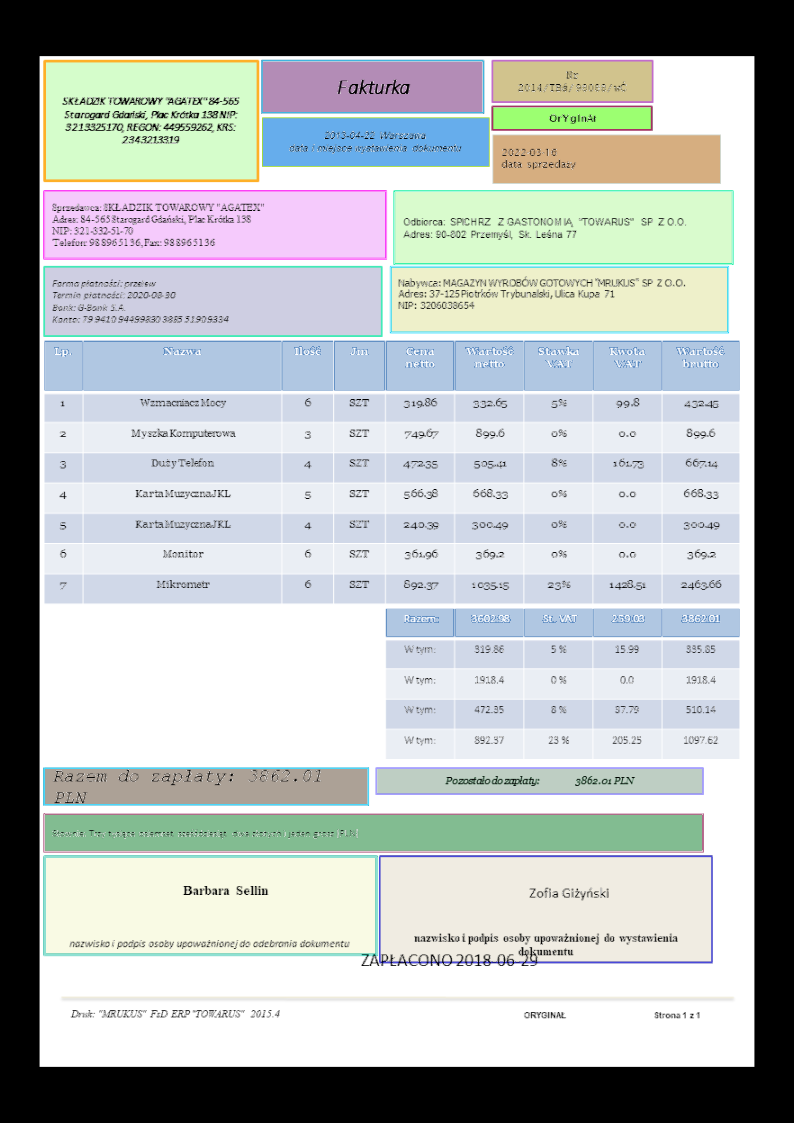 SKŁADZIK TOWAROWY "AGATEX" 84-565
Starogard Gdański, Plac Krótka 138 NIP:
3213325170, REGON: 449559262, KRS:
2343213319
Fakturka
Warszawa
data i miejsce wystawienia dokumentu
Nr
OrYgInAł
2022-03-16
data sprzedaży
Sprzedawca: SKŁADZIK TOWAROWY "AGATEX"
Adres: 84-565 Starogard Gdański, Plac Krótka 138
NIP: 321-332-51-70
Telefon: 988965136, Fax: 988965136
Odbiorca: SPICHRZ Z GASTONOMIĄ "TOWARUS" SP Z O.O.
Adres: 90-802 Przemyśl, Sk. Leśna 77
Forma płatności: przelew
Termin płatności: 2020-08-30
Bank: G-Bank S.A.
Konto: 79 9410 94499830 3885 51909334
Nabywca: MAGAZYN WYROBÓW GOTOWYCH "MRUKUS" SP Z O.O.
Adres: 37-125 Piotrków Trybunalski, Ulica Kupa 71
NIP: 3206038654
Lp. Nazwa Ilość Jm Cena netto Wartość netto Stawka VAT Kwota VAT Wartość brutto
1 Wzmacniacz Mocy 6 SZT 319.86 332.65 5% 99.8 432.45
2 Myszka Komputerowa 3 SZT 749.67 899.6 0% 0.0 899.6
3 Duży Telefon 4 SZT 472.35 505.41 8% 161.73 667.14
4 Karta Muzyczna JKL 5 SZT 566.38 668.33 0% 0.0 668.33
5 Karta Muzyczna JKL 4 SZT 240.39 300.49 0% 0.0 300.49
6 Monitor 6 SZT 361.96 369.2 0% 0.0 369.2
7 Mikrometr 6 SZT 892.37 1035.15 23% 1428.51 2463.66
Razem: 3602.98 St. VAT 259.03 3862.01
W tym: 319.86 5 % 15.99 335.85
W tym: 1918.4 0 % 0.0 1918.4
W tym: 472.35 8 % 37.79 510.14
W tym: 892.37 23 % 205.25 1097.62
Razem do zapłaty: 3862.01
PLN
Pozostało do zapłaty: 3862.01 PLN
Słownie: Trzy tysiące osiemset sześćdziesiąt dwa złotych i jeden grosz PLN
Barbara Sellin
nazwisko i podpis osoby upoważnionej do odebrania dokumentu
Zofia Giżyński
nazwisko i podpis osoby upoważnionej do wystawienia
dokumentu
ZAPŁACONO 2018-06-29
Druk: "MRUKUS" FsD ERP "TOWARUS" 2015.4 ORYGINAŁ Strona 1 z 1